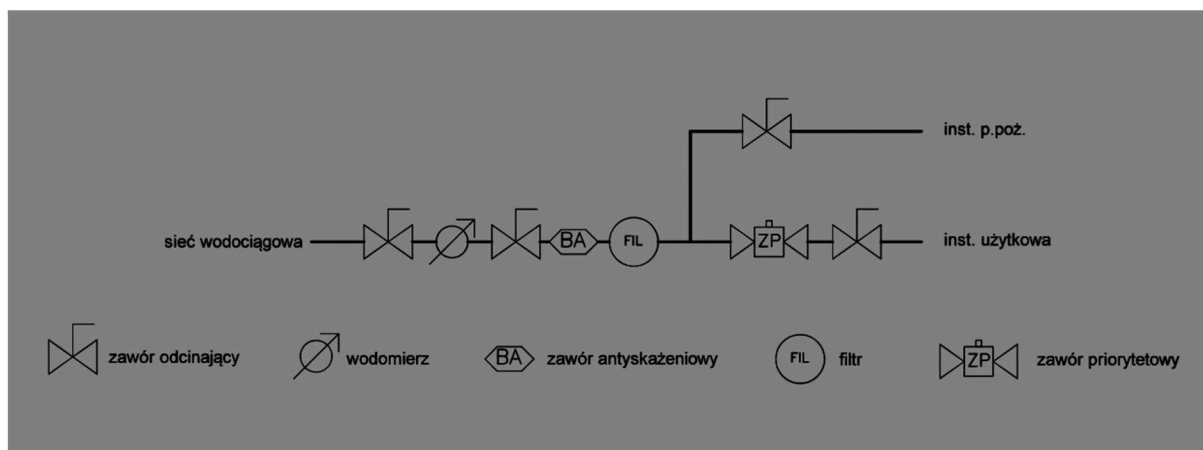 inst. p.poż.
sieć wodociągowa
BA
FIL
ZP
inst. użytkowa
zawór odcinający
wodomierz
BA
zawór antyskażeniowy
FIL
filtr
ZP
zawór priorytetowy